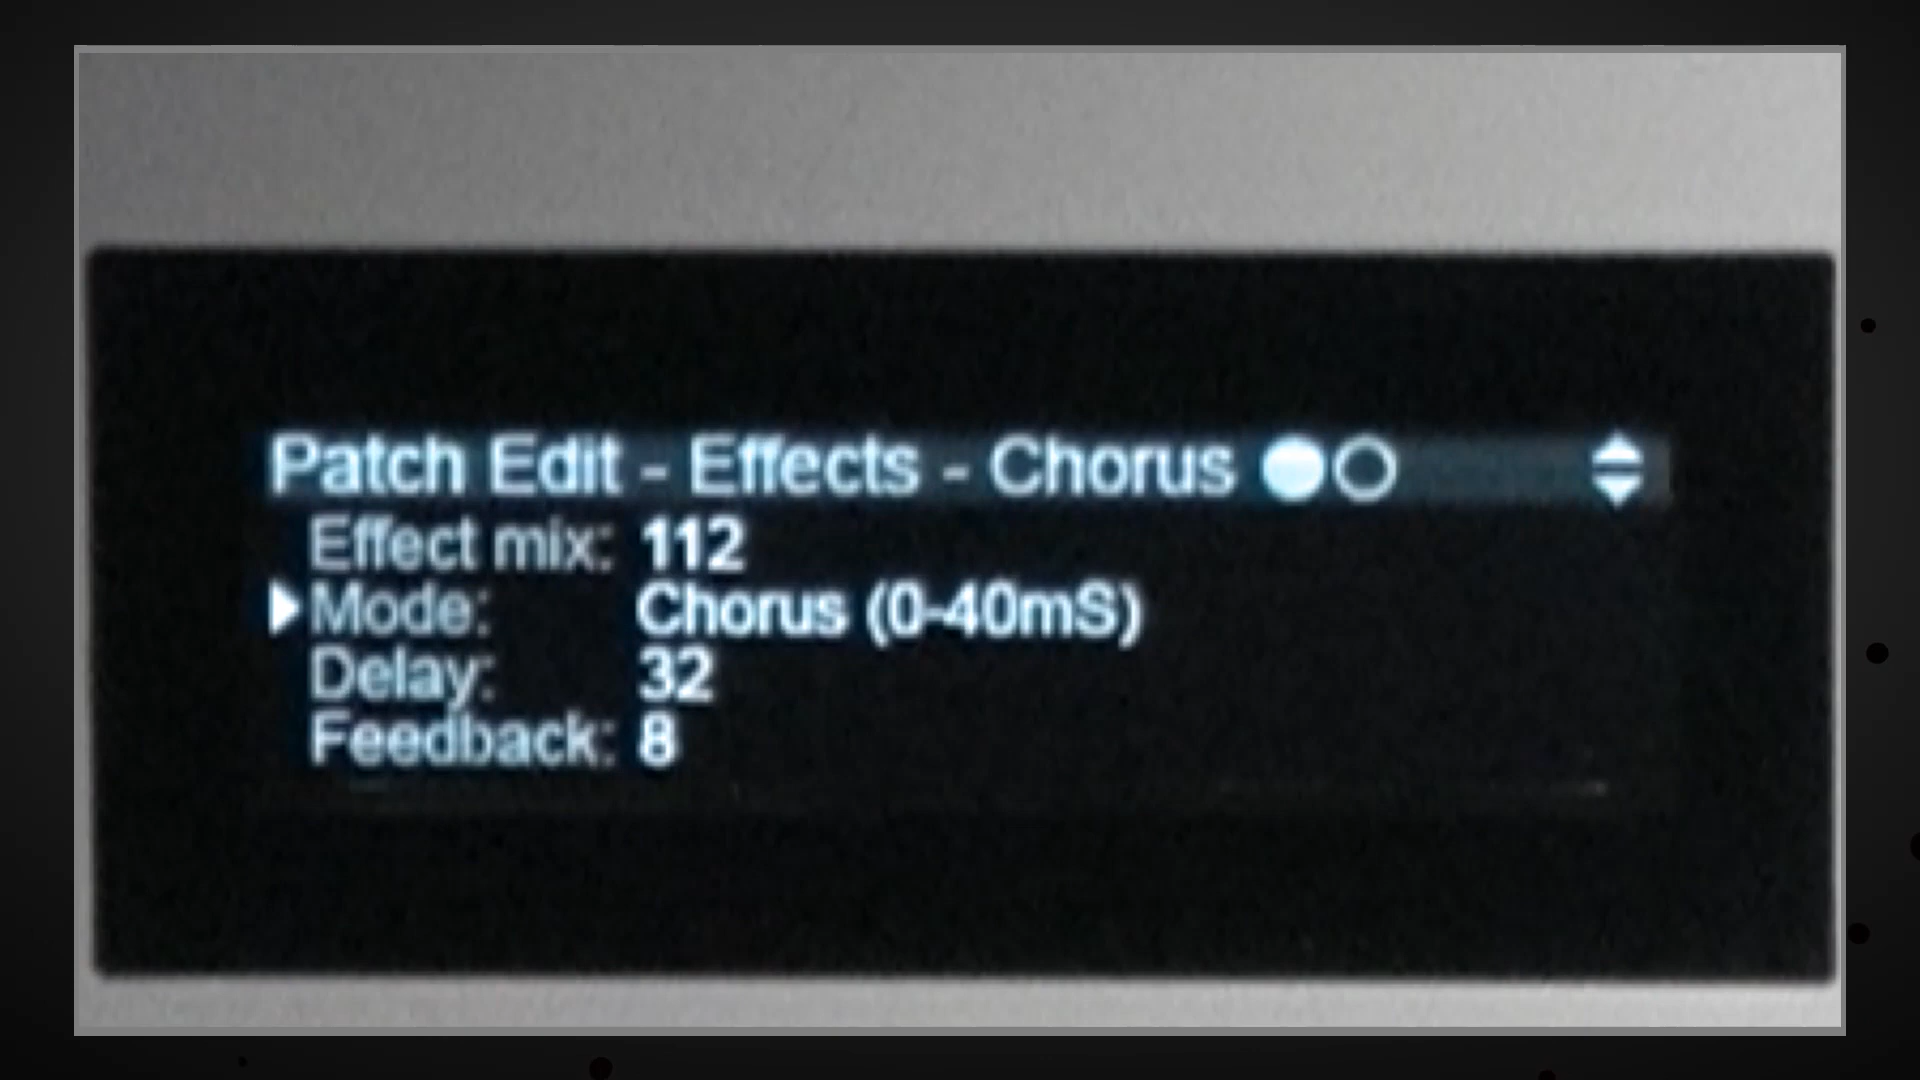 Patch Edit - Effects - Chorus
Effect mix: 112
Mode: Chorus (0-40mS)
Delay: 32
Feedback: 8